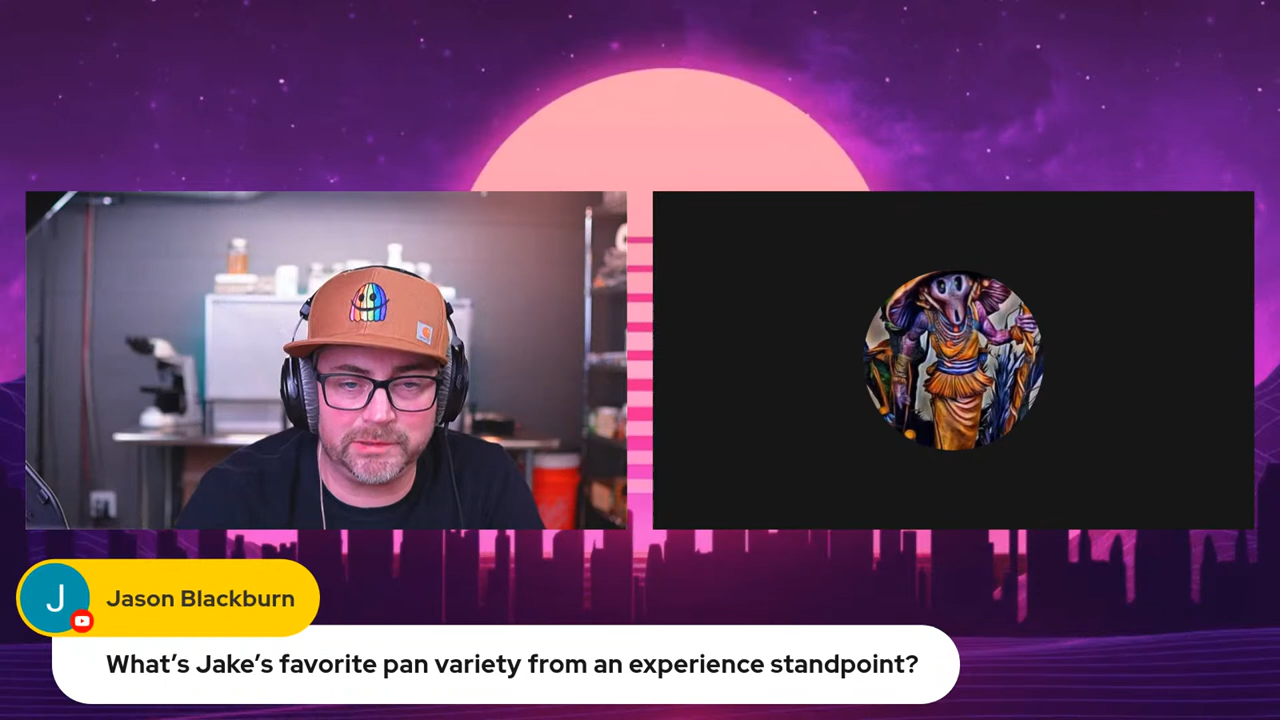 J
Jason Blackburn
What’s Jake’s favorite pan variety from an experience standpoint?